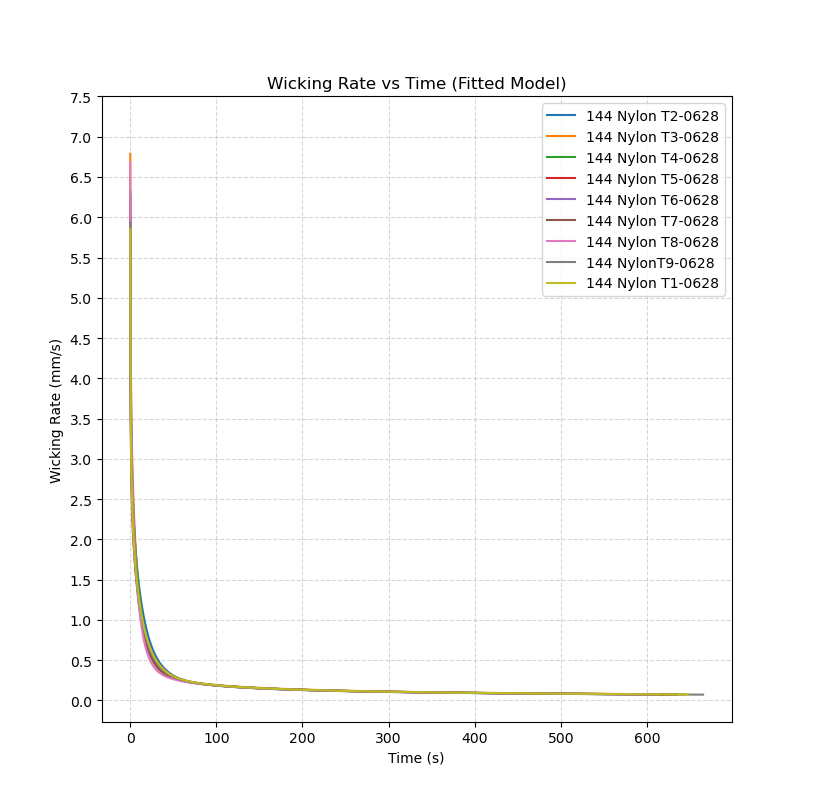 Wicking Rate vs Time (Fitted Model)
7.5
7.0
6.5
6.0
5.5
5.0
4.5
4.0
3.5
3.0
2.5
2.0
1.5
1.0
0.5
0.0
Wicking Rate (mm/s)
144 Nylon T2-0628
144 Nylon T3-0628
144 Nylon T4-0628
144 Nylon T5-0628
144 Nylon T6-0628
144 Nylon T7-0628
144 Nylon T8-0628
144 NylonT9-0628
144 Nylon T1-0628
0 100 200 300 400 500 600
Time (s)